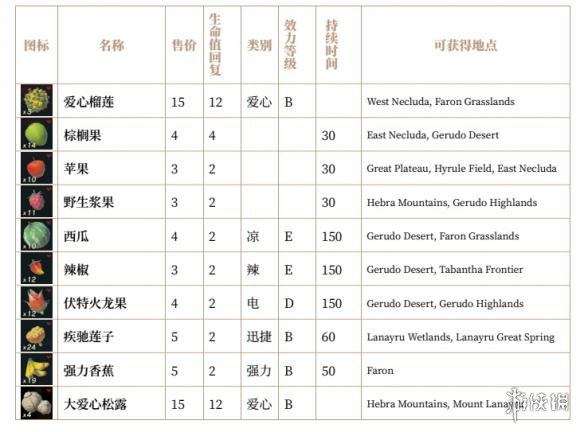 图标 名称 售价 生命值回复 类别 效力等级 持续时间 可获得地点
x3 爱心榴莲 15 12 爱心 B West Necluda, Faron Grasslands
x14 棕榈果 4 4 30 East Necluda, Gerudo Desert
x10 苹果 3 2 30 Great Plateau, Hyrule Field, East Necluda
x11 野生浆果 3 2 30 Hebra Mountains, Gerudo Highlands
x10 西瓜 4 2 凉 E 150 Gerudo Desert, Faron Grasslands
x12 辣椒 3 2 辣 E 150 Gerudo Desert, Tabantha Frontier
x12 伏特火龙果 4 2 电 D 150 Gerudo Desert, Gerudo Highlands
x24 疾驰莲子 5 2 迅捷 B 60 Lanayru Wetlands, Lanayru Great Spring
x19 强力香蕉 5 2 强力 B 50 Faron
x4 大爱心松露 15 12 爱心 B Hebra Mountains, Mount Lanayru
游侠网